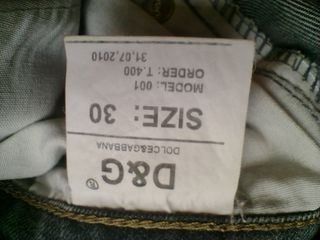 D&G®
DOLCE&GABBANA
SIZE: 30
MODEL: 001
ORDER: T.400
31,07,2010